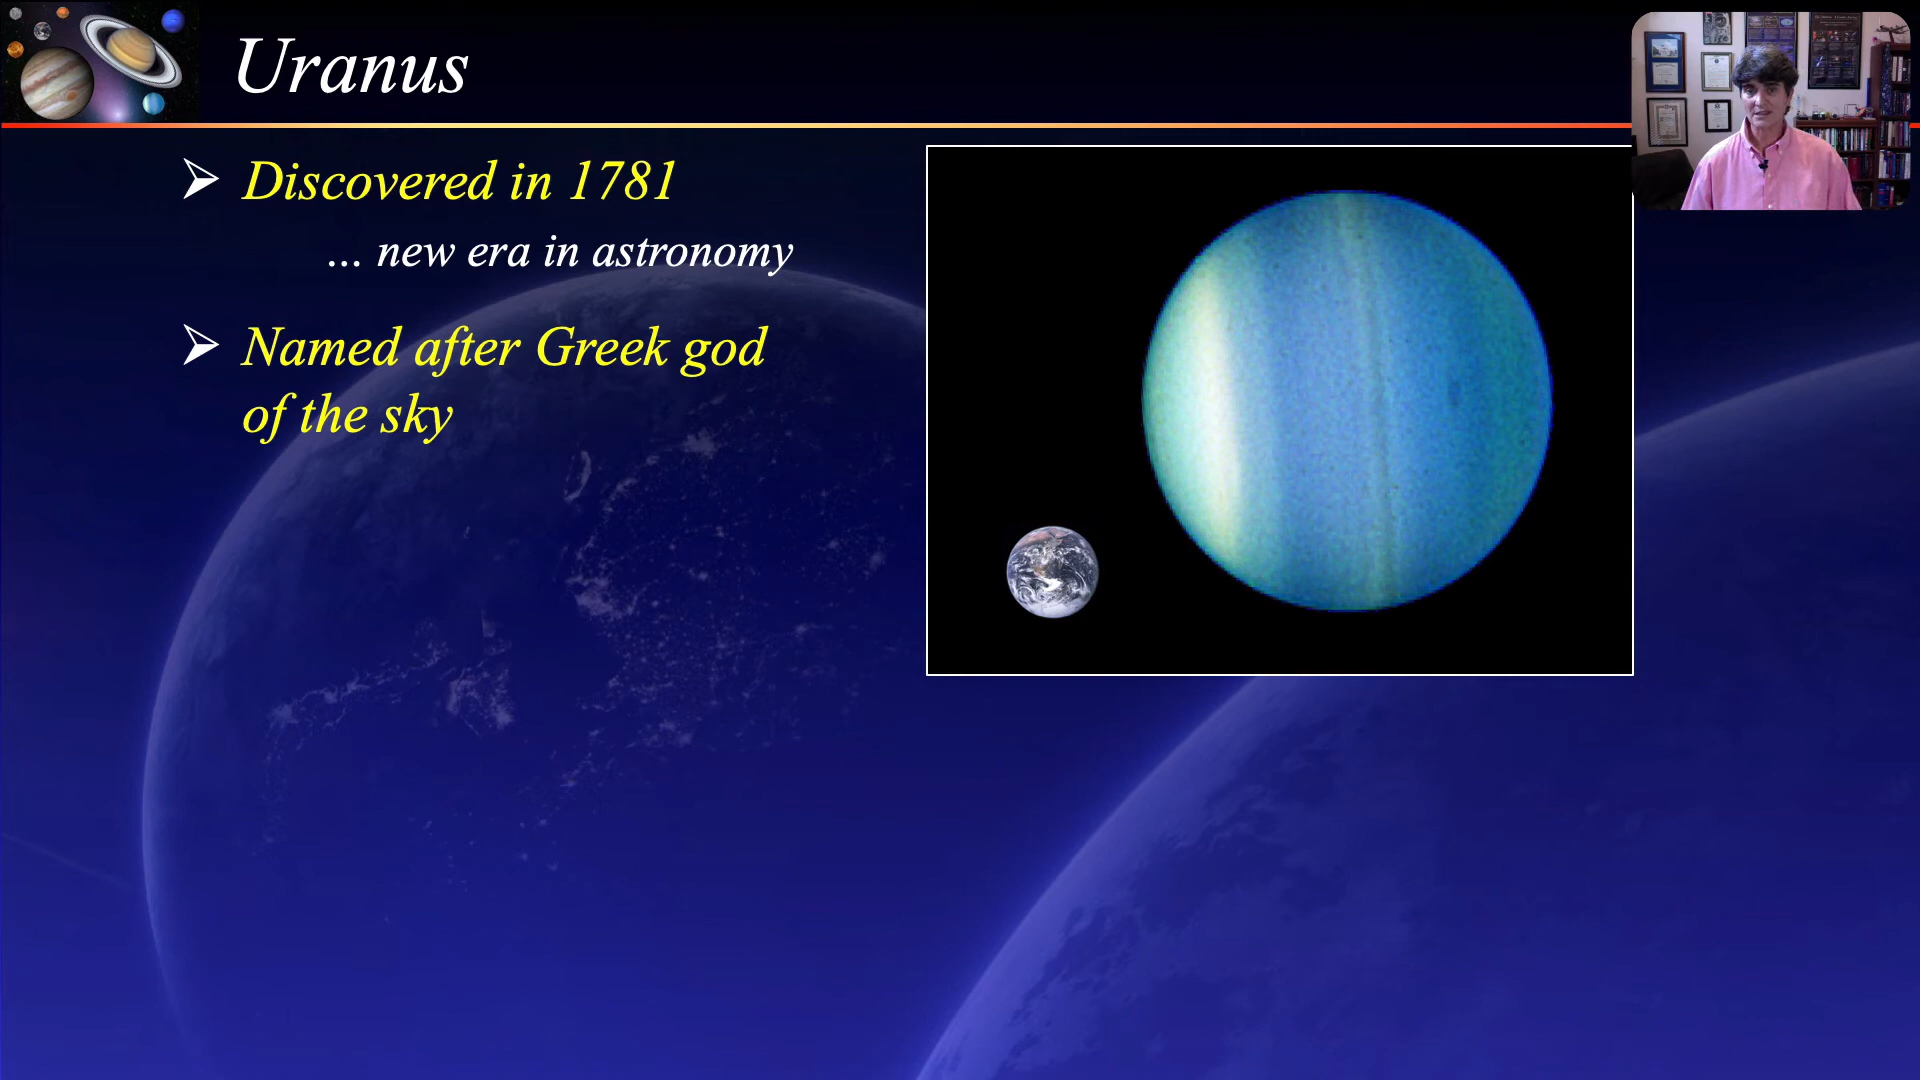 Uranus
➢ Discovered in 1781
... new era in astronomy
➢ Named after Greek god
of the sky